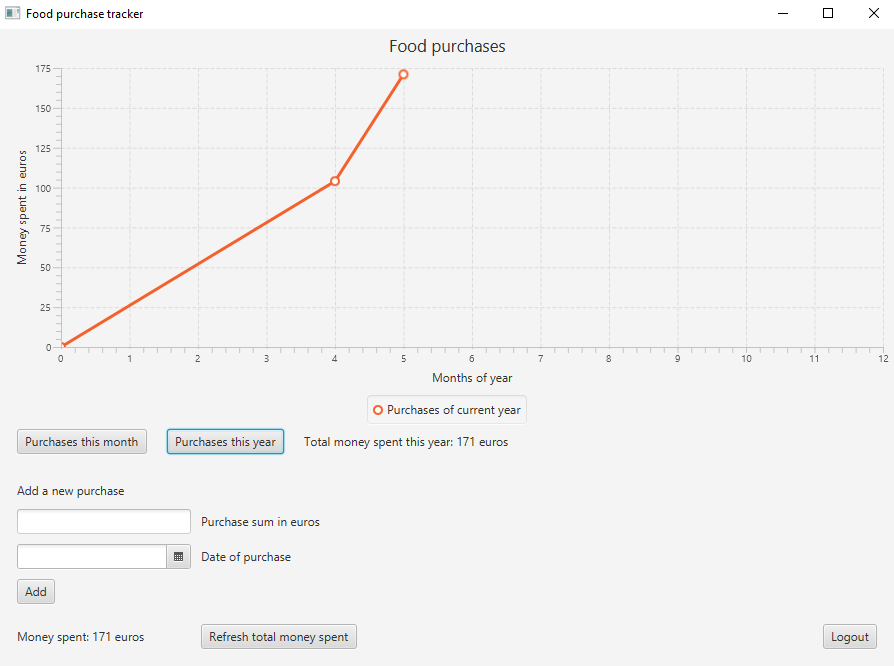 Food purchase tracker
Food purchases
Money spent in euros
175
150
125
100
75
50
25
0
0 1 2 3 4 5 6 7 8 9 10 11 12
Months of year
Purchases of current year
Purchases this month Purchases this year Total money spent this year: 171 euros
Add a new purchase
Purchase sum in euros
Date of purchase
Add
Money spent: 171 euros Refresh total money spent Logout